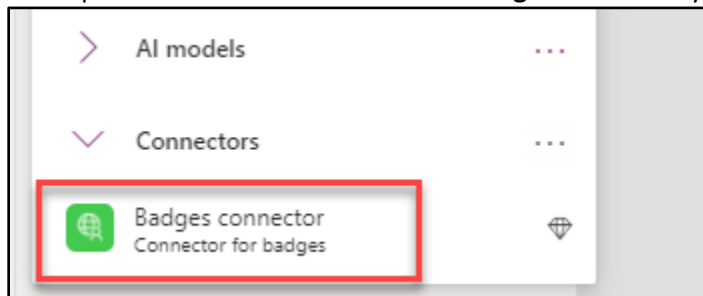 AI models
...
Connectors
...
Badges connector
Connector for badges